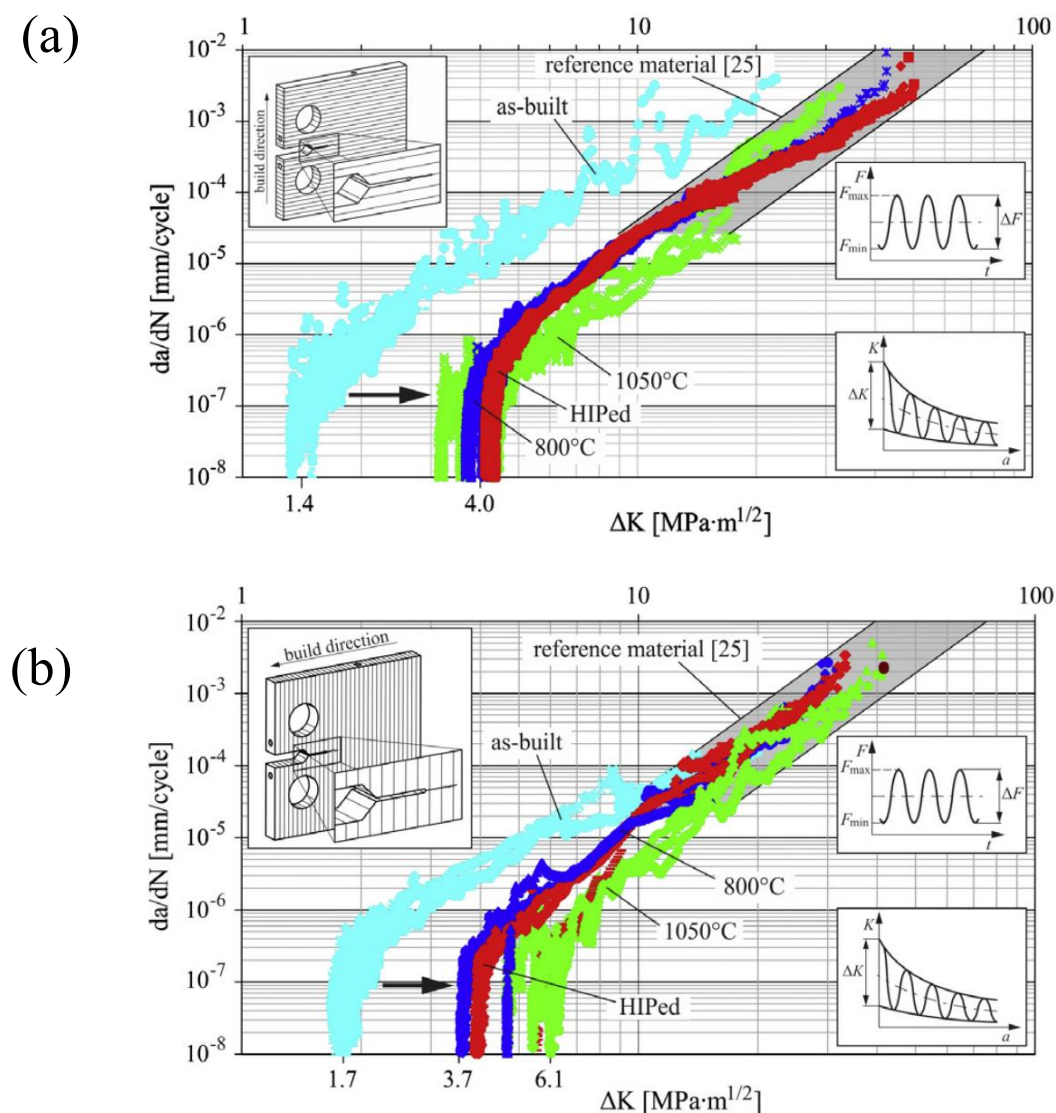 (a)
1
10
100
10⁻²
10⁻³
10⁻⁴
10⁻⁵
10⁻⁶
10⁻⁷
10⁻⁸
da/dN [mm/cycle]
build direction
reference material [25]
as-built
1050°C
HIPed
800°C
F
Fmax
Fmin
ΔF
t
K
ΔK
a
1.4
4.0
ΔK [MPa·m^1/2]
(b)
1
10
100
10⁻²
10⁻³
10⁻⁴
10⁻⁵
10⁻⁶
10⁻⁷
10⁻⁸
da/dN [mm/cycle]
build direction
reference material [25]
as-built
800°C
1050°C
HIPed
F
Fmax
Fmin
ΔF
t
K
ΔK
a
1.7
3.7
6.1
ΔK [MPa·m^1/2]